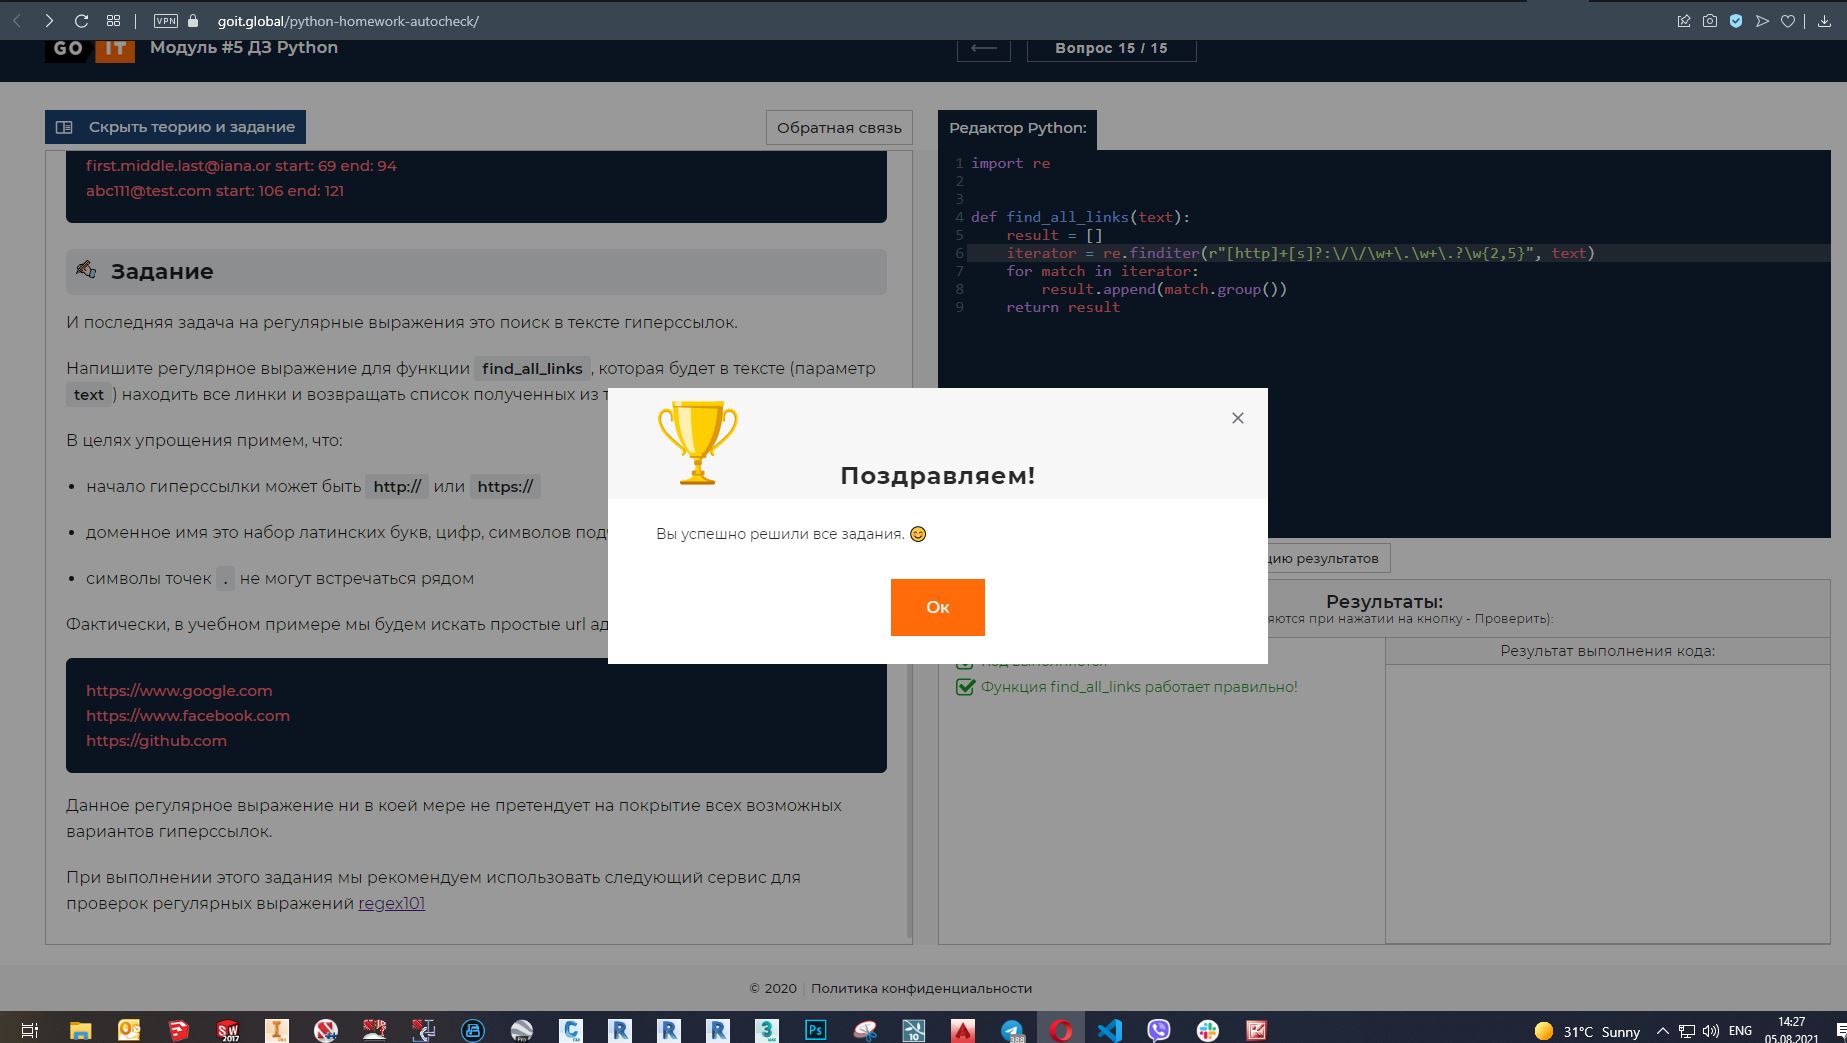 VPN goit.global/python-homework-autocheck/
GO IT Модуль #5 ДЗ Python
Вопрос 15 / 15
Скрыть теорию и задание
Обратная связь
first.middle.last@iana.or start: 69 end: 94
abc111@test.com start: 106 end: 121
Задание
И последняя задача на регулярные выражения это поиск в тексте гиперссылок.
Напишите регулярное выражение для функции find_all_links, которая будет в тексте (параметр
text ) находить все линки и возвращать список полученных из
В целях упрощения примем, что:
• начало гиперссылки может быть http:// или https://
• доменное имя это набор латинских букв, цифр, символов
• символы точек . не могут встречаться рядом
Фактически, в учебном примере мы будем искать простые url
https://www.google.com
https://www.facebook.com
https://github.com
Данное регулярное выражение ни в коей мере не претендует на покрытие всех возможных
вариантов гиперссылок.
При выполнении этого задания мы рекомендуем использовать следующий сервис для
проверок регулярных выражений regex101
Редактор Python:
1 import re
2
3
4 def find_all_links(text):
5 result = []
6 iterator = re.finditer(r"[http]+[s]?:\/\/\w+\.\w+\.?\w{2,5}", text)
7 for match in iterator:
8 result.append(match.group())
9 return result
Поздравляем!
Вы успешно решили все задания.
Ок
результатов
Результаты:
при нажатии на кнопку - Проверить):
Результат выполнения кода:
Код выполняется
Функция find_all_links работает правильно!
© 2020 Политика конфиденциальности
31°C Sunny
ENG
14:27
05.08.2021